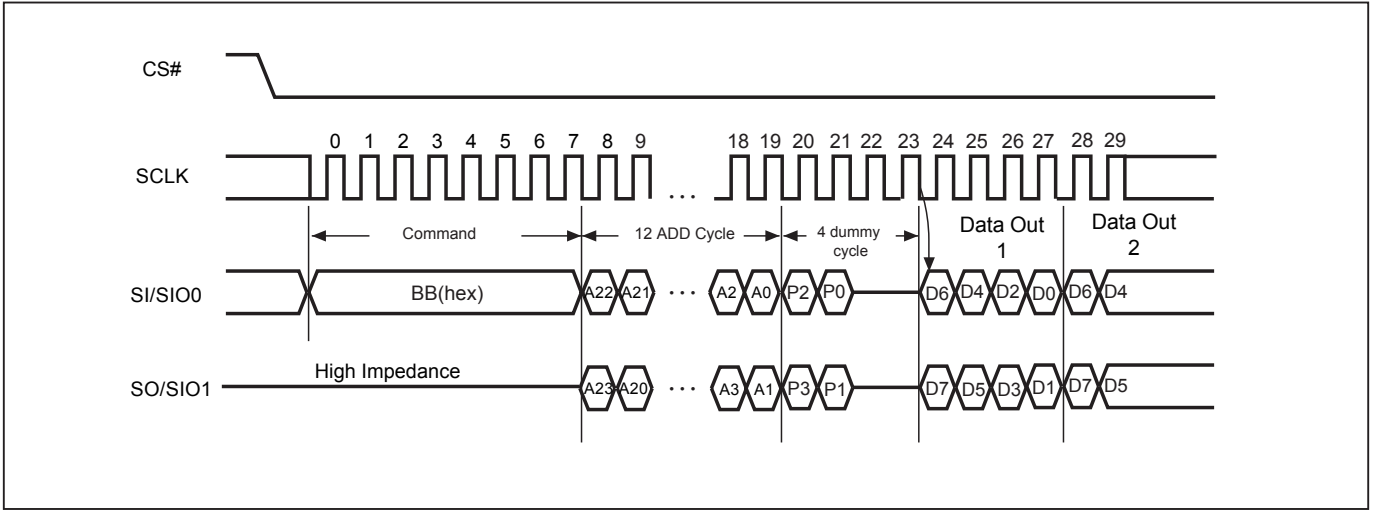 CS#
0 1 2 3 4 5 6 7 8 9 18 19 20 21 22 23 24 25 26 27 28 29
SCLK
...
Command 12 ADD Cycle 4 dummy cycle Data Out 1 Data Out 2
SI/SIO0 BB(hex) A22 A21 ... A2 A0 P2 P0 D6 D4 D2 D0 D6 D4
High Impedance
SO/SIO1 A23 A20 ... A3 A1 P3 P1 D7 D5 D3 D1 D7 D5